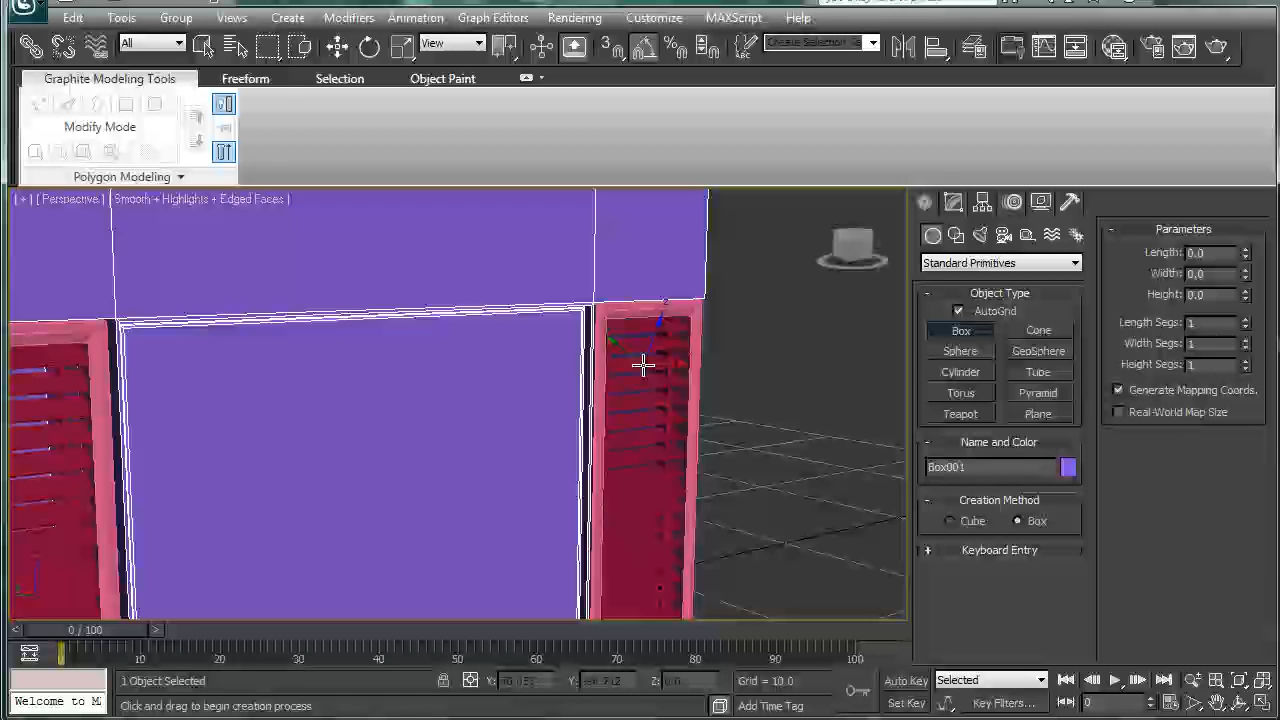 Edit Tools Group Views Create Modifiers Animation Graph Editors Rendering Customize MAXScript Help
All View 3 Create Selection Se
Graphite Modeling Tools Freeform Selection Object Paint
Modify Mode
Polygon Modeling
[ + ] [ Perspective ] [ Smooth + Highlights + Edged Faces ]
Standard Primitives
Object Type
AutoGrid
Box Cone
Sphere GeoSphere
Cylinder Tube
Torus Pyramid
Teapot Plane
Name and Color
Box001
Creation Method
Cube Box
Keyboard Entry
Parameters
Length: 0.0
Width: 0.0
Height: 0.0
Length Segs: 1
Width Segs: 1
Height Segs: 1
Generate Mapping Coords.
Real-World Map Size
0 / 100
10 20 30 40 50 60 70 80 90 100
1 Object Selected Y: Y: Z: 0.0 Grid = 10.0 Auto Key Selected
Welcome to M Click and drag to begin creation process Add Time Tag Set Key Key Filters... 0